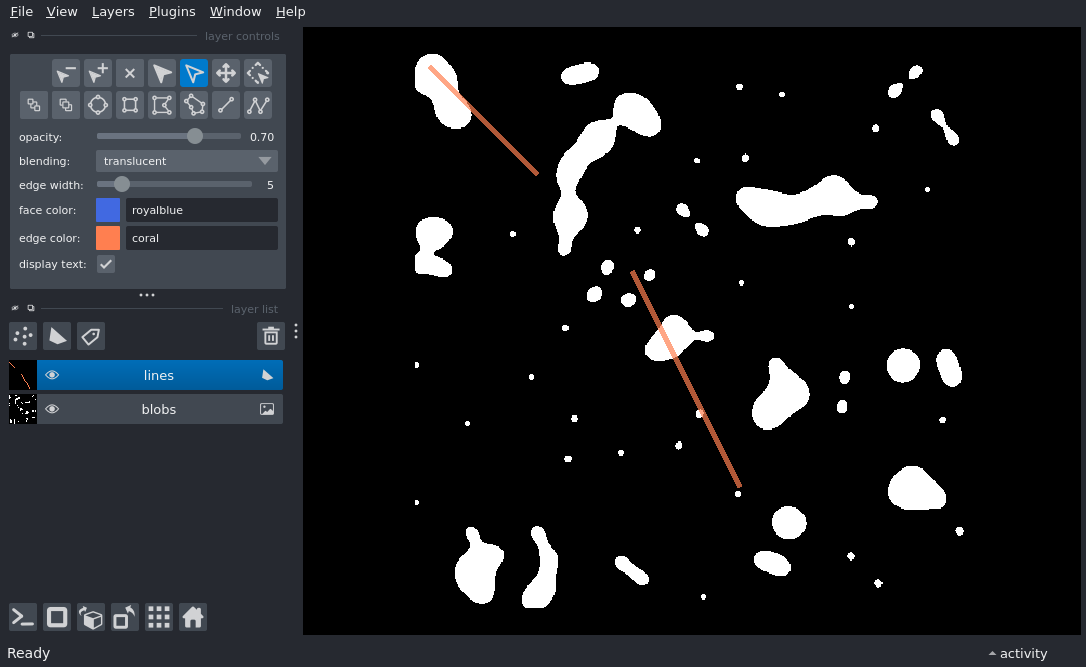 File View Layers Plugins Window Help
layer controls
opacity: 0.70
blending: translucent
edge width: 5
face color: royalblue
edge color: coral
display text:
layer list
lines
blobs
Ready activity